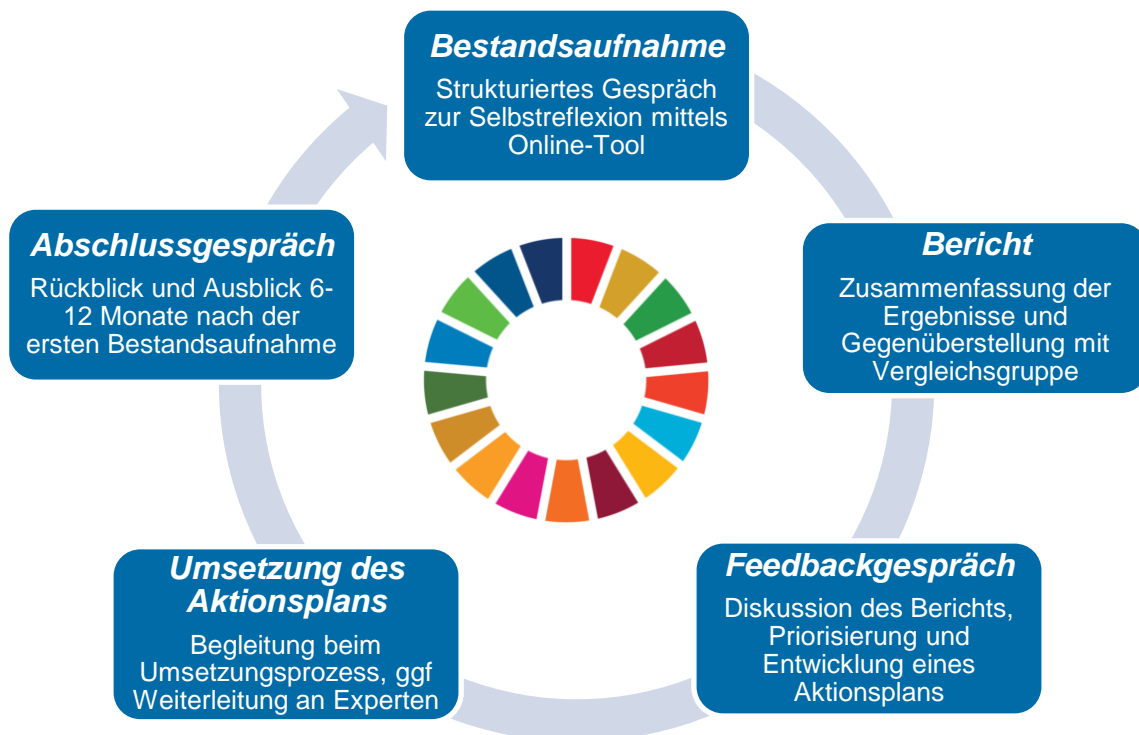 Bestandsaufnahme
Strukturiertes Gespräch
zur Selbstreflexion mittels
Online-Tool
Bericht
Zusammenfassung der
Ergebnisse und
Gegenüberstellung mit
Vergleichsgruppe
Feedbackgespräch
Diskussion des Berichts,
Priorisierung und
Entwicklung eines
Aktionsplans
Umsetzung des
Aktionsplans
Begleitung beim
Umsetzungsprozess, ggf
Weiterleitung an Experten
Abschlussgespräch
Rückblick und Ausblick 6-
12 Monate nach der
ersten Bestandsaufnahme